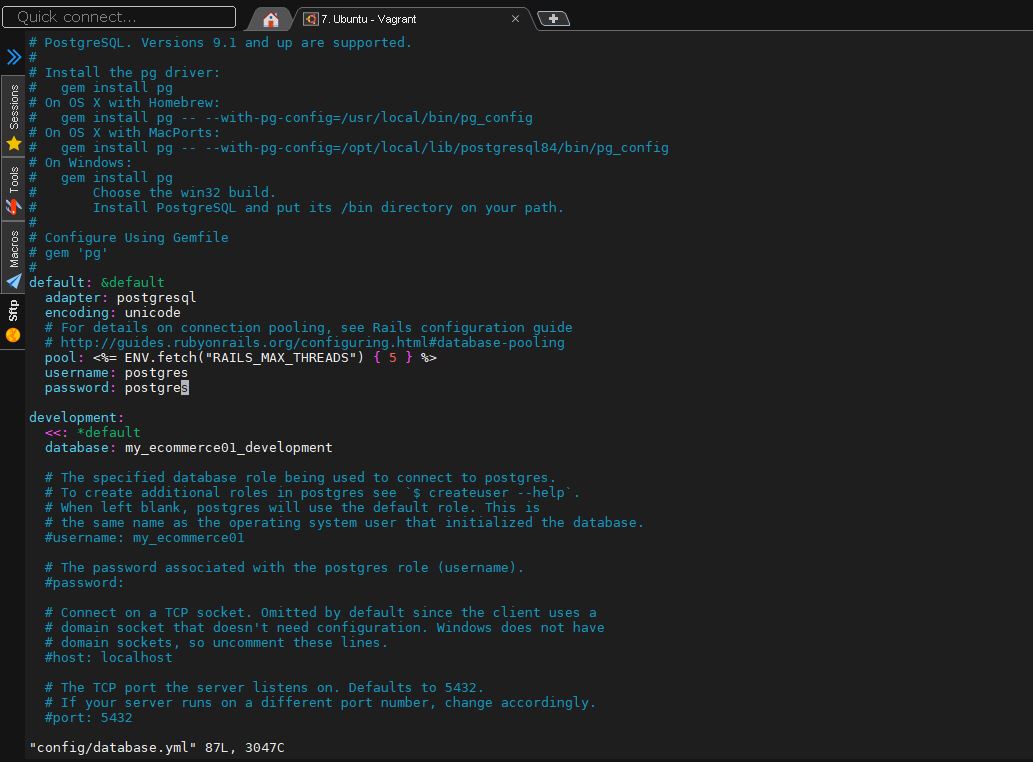 Quick connect...
7. Ubuntu - Vagrant
Sessions
Tools
Macros
Sftp
# PostgreSQL. Versions 9.1 and up are supported.
#
# Install the pg driver:
#   gem install pg
# On OS X with Homebrew:
#   gem install pg -- --with-pg-config=/usr/local/bin/pg_config
# On OS X with MacPorts:
#   gem install pg -- --with-pg-config=/opt/local/lib/postgresql84/bin/pg_config
# On Windows:
#   gem install pg
#       Choose the win32 build.
#       Install PostgreSQL and put its /bin directory on your path.
#
# Configure Using Gemfile
# gem 'pg'
#
default: &default
  adapter: postgresql
  encoding: unicode
  # For details on connection pooling, see Rails configuration guide
  # http://guides.rubyonrails.org/configuring.html#database-pooling
  pool: <%= ENV.fetch("RAILS_MAX_THREADS") { 5 } %>
  username: postgres
  password: postgres

development:
  <<: *default
  database: my_ecommerce01_development

  # The specified database role being used to connect to postgres.
  # To create additional roles in postgres see `$ createuser --help`.
  # When left blank, postgres will use the default role. This is
  # the same name as the operating system user that initialized the database.
  #username: my_ecommerce01

  # The password associated with the postgres role (username).
  #password:

  # Connect on a TCP socket. Omitted by default since the client uses a
  # domain socket that doesn't need configuration. Windows does not have
  # domain sockets, so uncomment these lines.
  #host: localhost

  # The TCP port the server listens on. Defaults to 5432.
  # If your server runs on a different port number, change accordingly.
  #port: 5432

"config/database.yml" 87L, 3047C